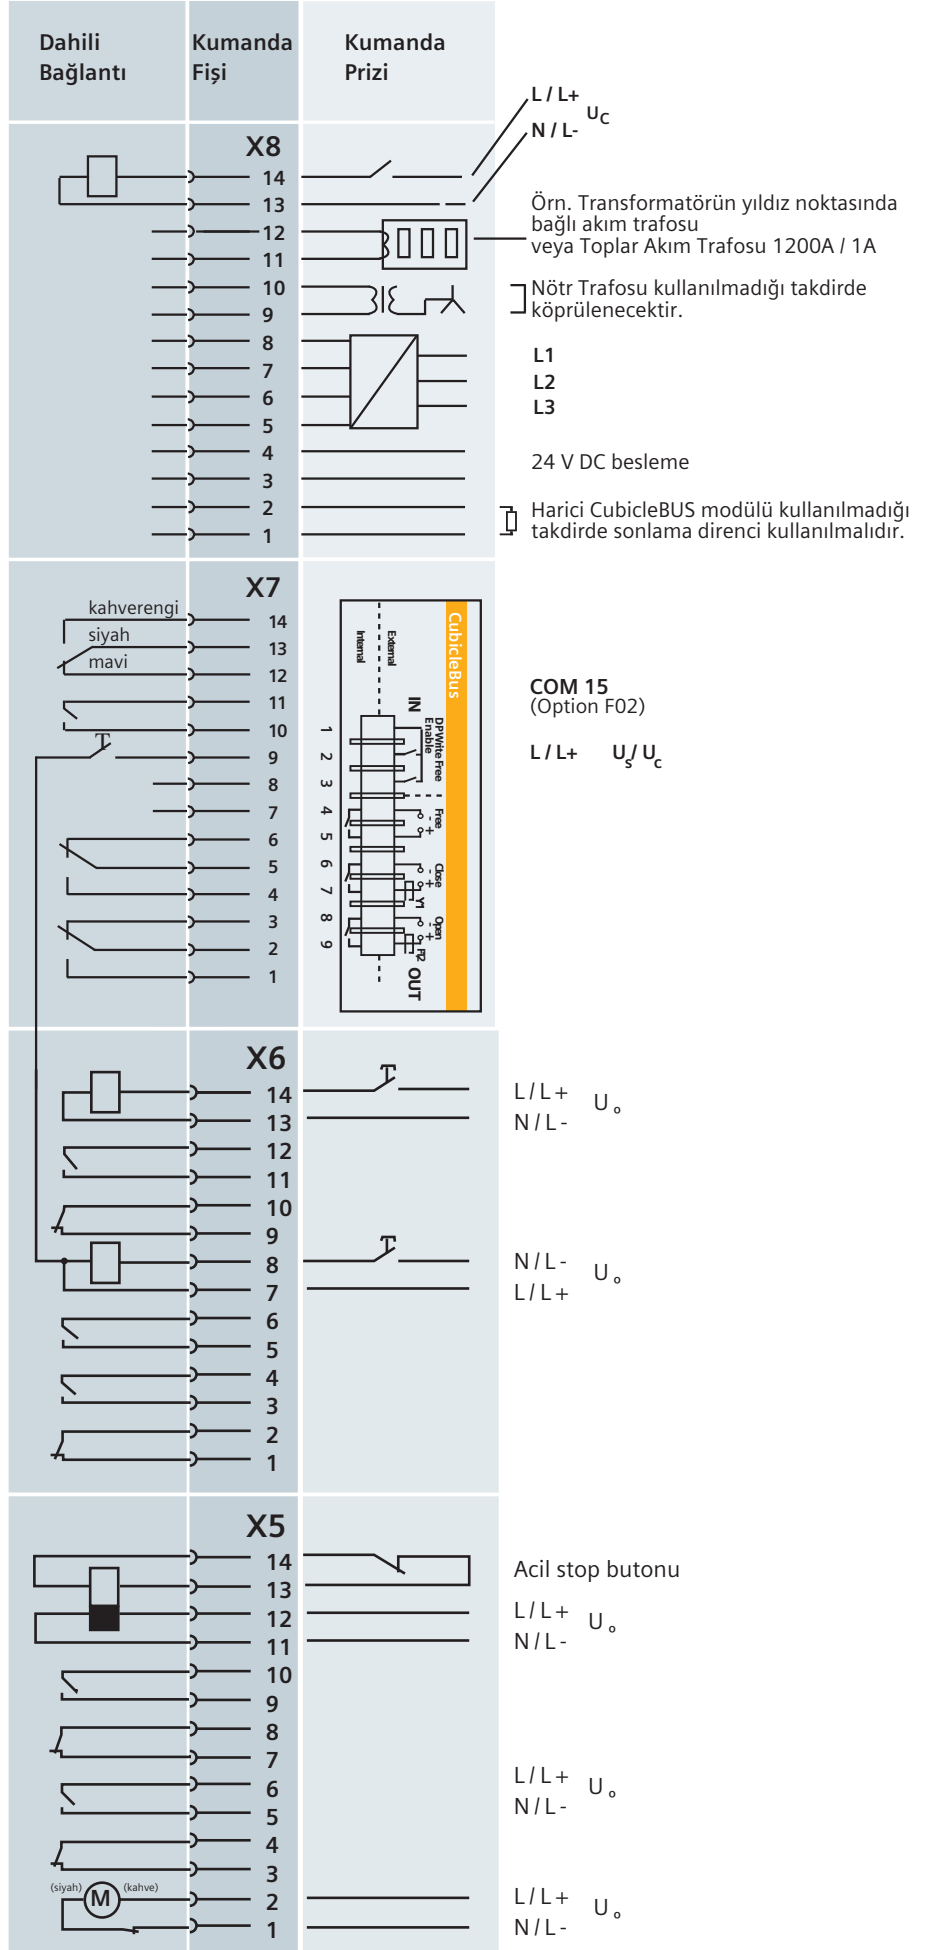 Dahili
Bağlantı
Kumanda
Fişi
Kumanda
Prizi
L / L+
UC
N / L-
X8
14
13
12
11
10
9
8
7
6
5
4
3
2
1
Örn. Transformatörün yıldız noktasında
bağlı akım trafosu
veya Toplar Akım Trafosu 1200A / 1A
Nötr Trafosu kullanılmadığı takdirde
köprülenecektir.
L1
L2
L3
24 V DC besleme
Harici CubicleBUS modülü kullanılmadığı
takdirde sonlama direnci kullanılmalıdır.
X7
kahverengi
siyah
mavi
14
13
12
11
10
9
8
7
6
5
4
3
2
1
CubicleBus
External
Internal
IN
DPWrite Free
Enable
Free
- +
Close
- +
Y1
Open
- +
F12
OUT
1
2
3
4
5
6
7
8
9
COM 15
(Option F02)
L / L+ Us/ Uc
X6
14
13
12
11
10
9
8
7
6
5
4
3
2
1
L / L +
N / L -
U o
N / L -
L / L +
U o
X5
14
13
12
11
10
9
8
7
6
5
4
3
2
1
(siyah)
M
(kahve)
Acil stop butonu
L / L +
N / L -
U o
L / L +
N / L -
U o
L / L +
N / L -
U o